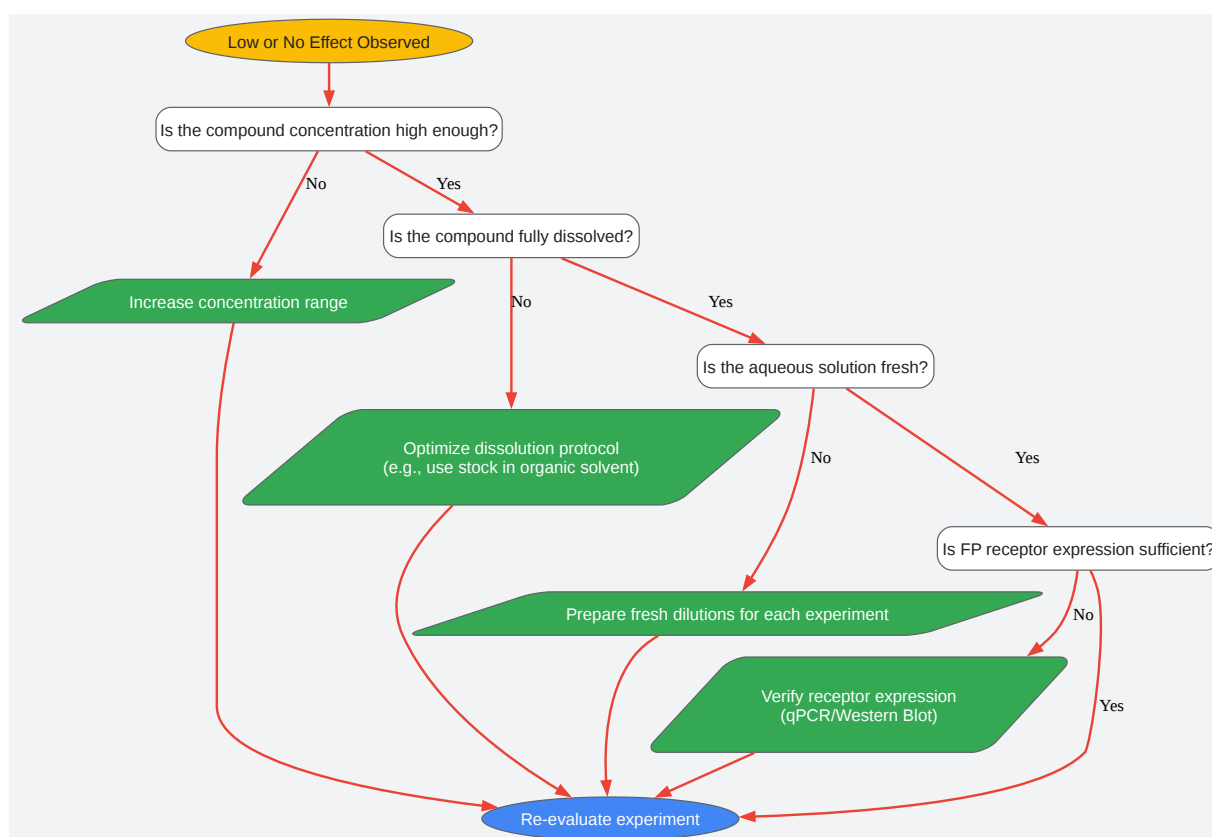 Low or No Effect Observed
Is the compound concentration high enough?
No
Yes
Is the compound fully dissolved?
Increase concentration range
No
Yes
Is the aqueous solution fresh?
Optimize dissolution protocol
(e.g., use stock in organic solvent)
No
Yes
Is FP receptor expression sufficient?
Prepare fresh dilutions for each experiment
No
Verify receptor expression
(qPCR/Western Blot)
Yes
Re-evaluate experiment